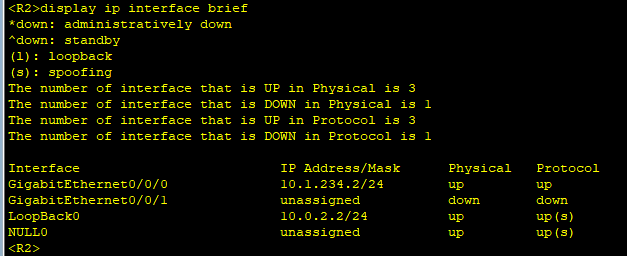 <R2>display ip interface brief
*down: administratively down
^down: standby
(l): loopback
(s): spoofing
The number of interface that is UP in Physical is 3
The number of interface that is DOWN in Physical is 1
The number of interface that is UP in Protocol is 3
The number of interface that is DOWN in Protocol is 1
Interface IP Address/Mask Physical Protocol
GigabitEthernet0/0/0 10.1.234.2/24 up up
GigabitEthernet0/0/1 unassigned down down
LoopBack0 10.0.2.2/24 up up(s)
NULL0 unassigned up up(s)
<R2>